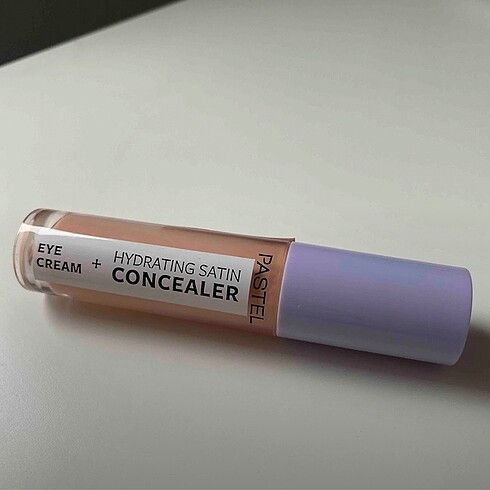 EYE
CREAM
+
HYDRATING SATIN
CONCEALER
PASTEL